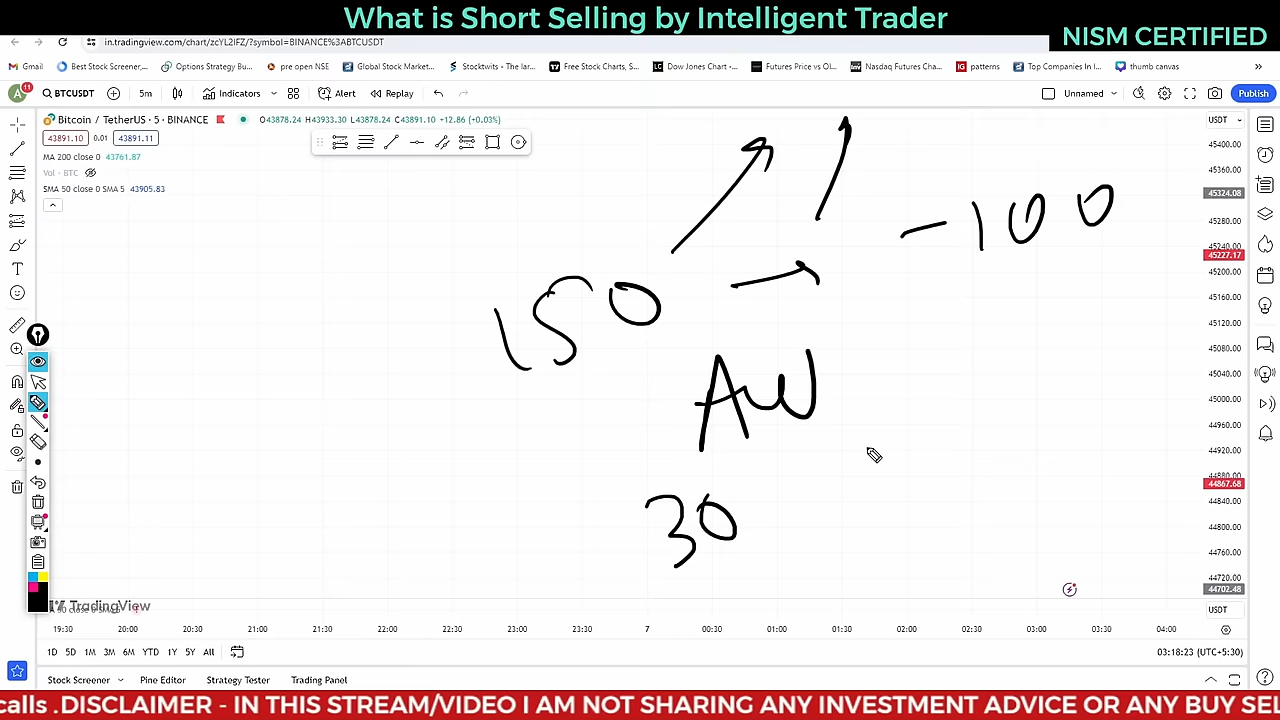 What is Short Selling by Intelligent Trader
NISM CERTIFIED
in.tradingview.com/chart/zcYL2IFZ/?symbol=BINANCE%3ABTCUSDT
Gmail
Best Stock Screener,...
Options Strategy Bu...
pre open NSE
Global Stock Market...
Stocktwits - The lar...
Free Stock Charts, S...
Dow Jones Chart -...
Futures Price vs Ol...
Nasdaq Futures Cha...
patterns
Top Companies In I...
thumb canvas
»
A 11 BTCUSDT 5m Indicators Alert Replay Unnamed Publish
Bitcoin / TetherUS · 5 · BINANCE O43878.24 H43933.30 L43878.24 C43891.10 +12.86 (+0.03%) USDT
43891.10 0.01 43891.11
MA 200 close 0 43761.87
Vol · BTC
SMA 50 close 0 SMA 5 43905.83
45400.00
45360.00
45324.08
45280.00
45240.00
45227.17
45200.00
45160.00
45120.00
45080.00
45040.00
45000.00
44960.00
44920.00
44880.00
44867.68
44840.00
44800.00
44760.00
44720.00
44702.48
USDT
-100
150
30
TradingView
19:30 20:00 20:30 21:00 21:30 22:00 22:30 23:00 23:30 7 00:30 01:00 01:30 02:00 02:30 03:00 03:30 04:00
1D 5D 1M 3M 6M YTD 1Y 5Y All 03:18:23 (UTC+5:30)
Stock Screener Pine Editor Strategy Tester Trading Panel
calls .DISCLAIMER - IN THIS STREAM/VIDEO I AM NOT SHARING ANY INVESTMENT ADVICE OR ANY BUY SEL